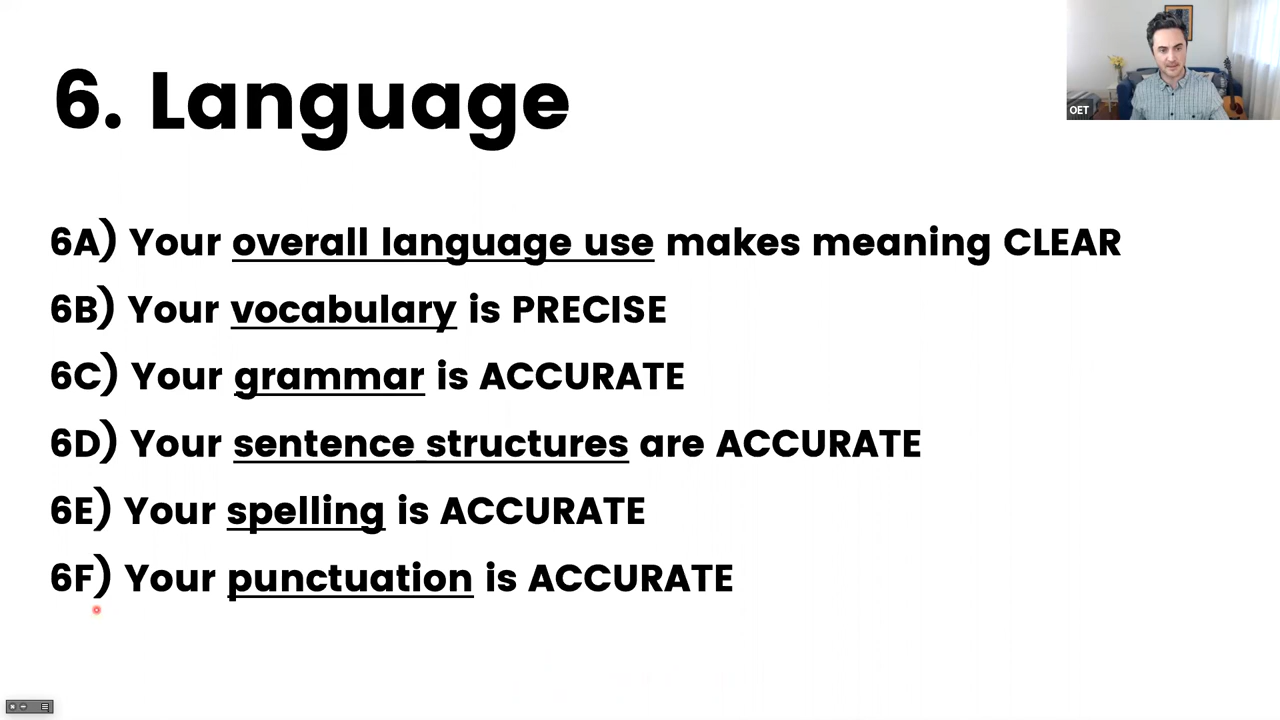 6. Language
OET
6A) Your overall language use makes meaning CLEAR
6B) Your vocabulary is PRECISE
6C) Your grammar is ACCURATE
6D) Your sentence structures are ACCURATE
6E) Your spelling is ACCURATE
6F) Your punctuation is ACCURATE